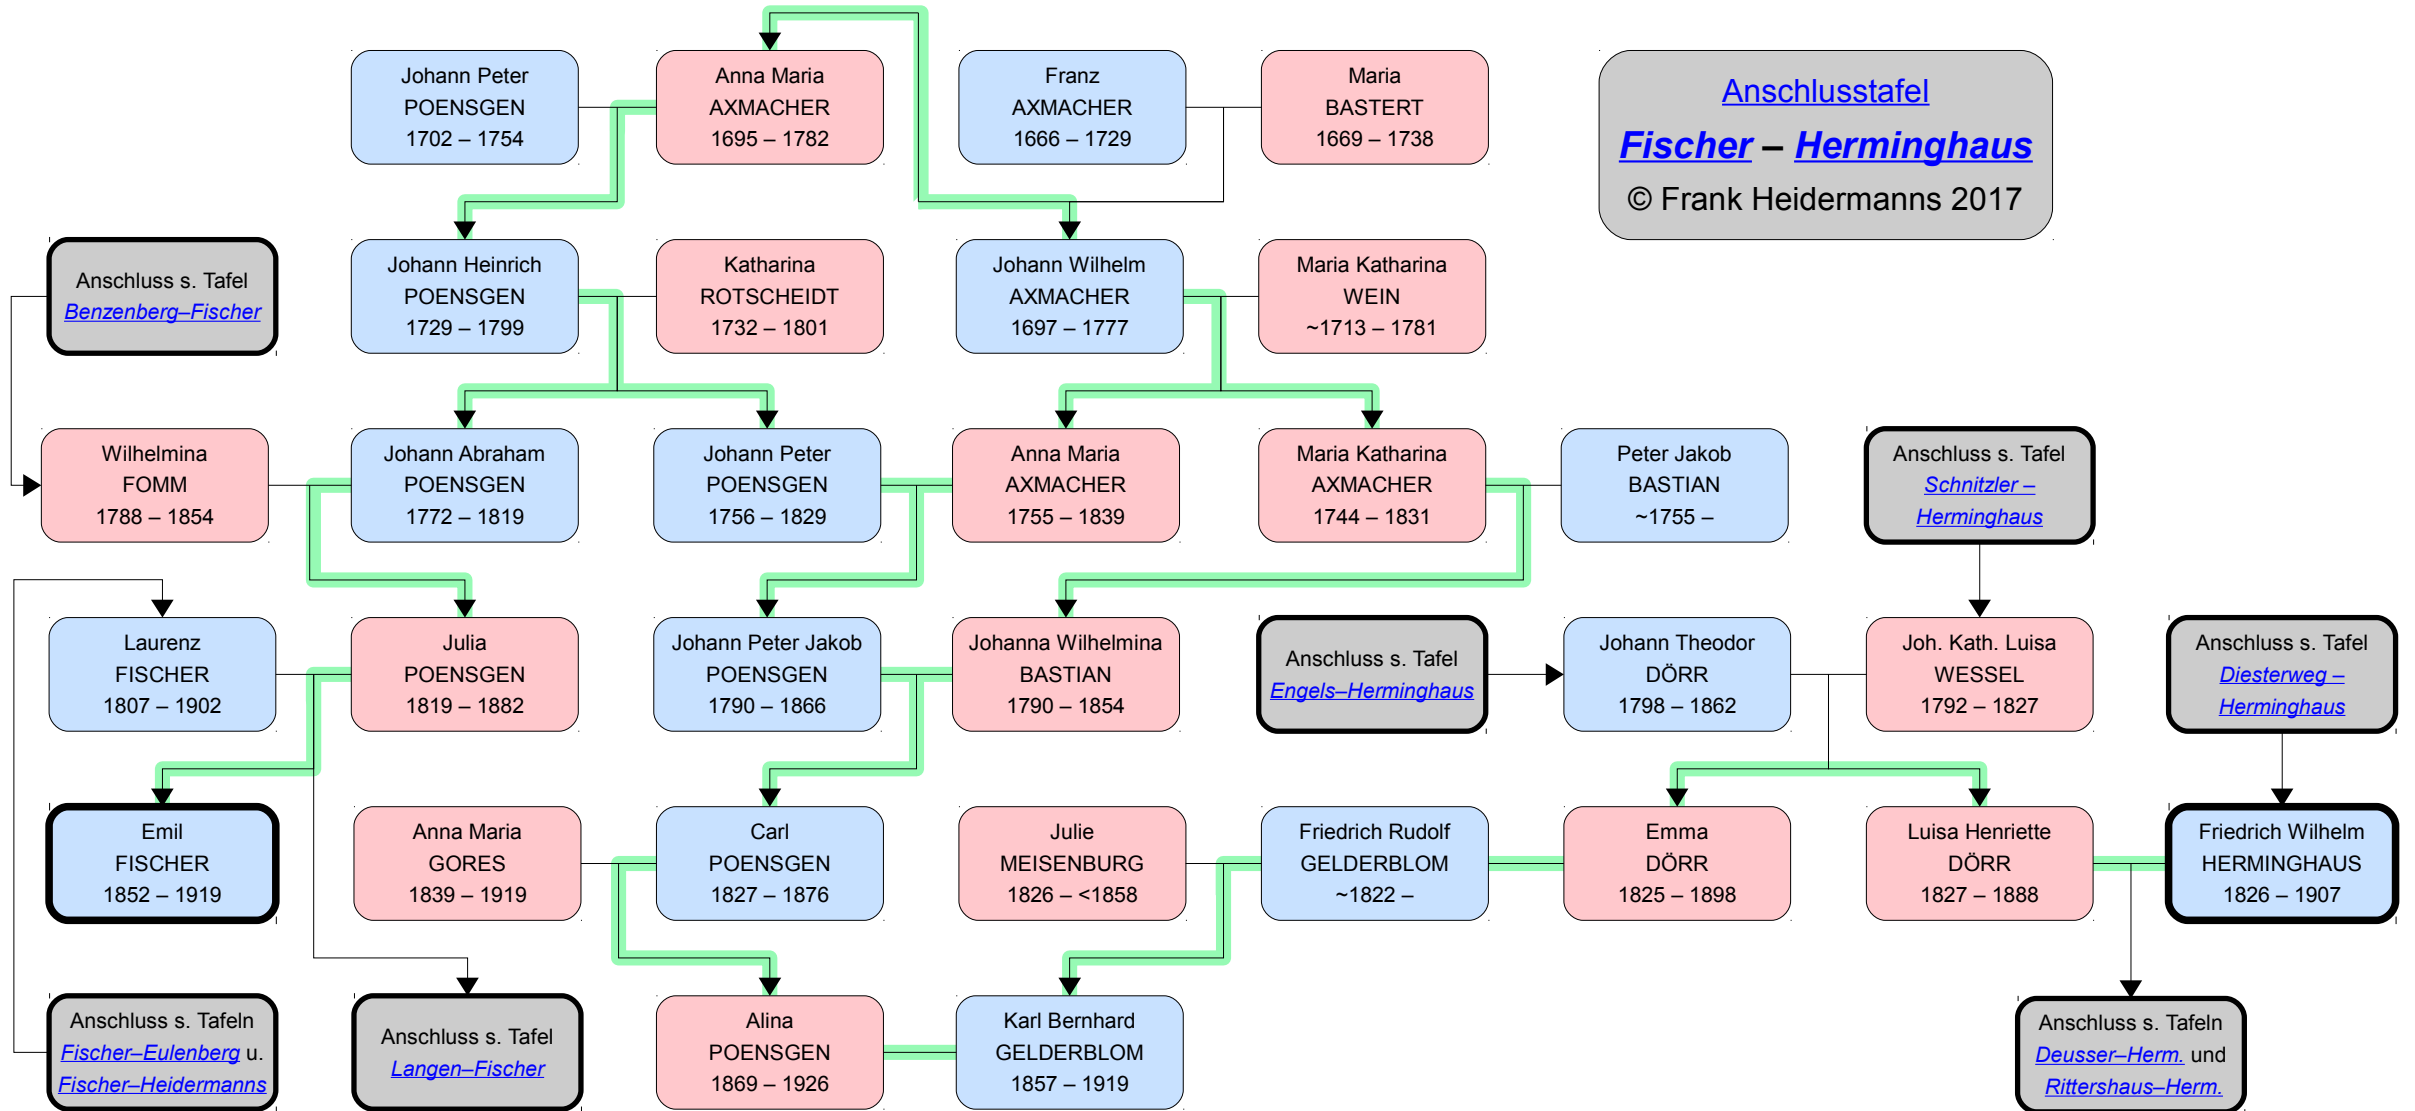 Johann Peter
POENSGEN
1702 – 1754
Anna Maria
AXMACHER
1695 – 1782
Franz
AXMACHER
1666 – 1729
Maria
BASTERT
1669 – 1738
Anschlusstafel
Fischer – Herminghaus
© Frank Heidermanns 2017
Anschluss s. Tafel
Benzenberg–Fischer
Johann Heinrich
POENSGEN
1729 – 1799
Katharina
ROTSCHEIDT
1732 – 1801
Johann Wilhelm
AXMACHER
1697 – 1777
Maria Katharina
WEIN
~1713 – 1781
Wilhelmina
FOMM
1788 – 1854
Johann Abraham
POENSGEN
1772 – 1819
Johann Peter
POENSGEN
1756 – 1829
Anna Maria
AXMACHER
1755 – 1839
Maria Katharina
AXMACHER
1744 – 1831
Peter Jakob
BASTIAN
~1755 –
Anschluss s. Tafel
Schnitzler –
Herminghaus
Laurenz
FISCHER
1807 – 1902
Julia
POENSGEN
1819 – 1882
Johann Peter Jakob
POENSGEN
1790 – 1866
Johanna Wilhelmina
BASTIAN
1790 – 1854
Anschluss s. Tafel
Engels–Herminghaus
Johann Theodor
DÖRR
1798 – 1862
Joh. Kath. Luisa
WESSEL
1792 – 1827
Anschluss s. Tafel
Diesterweg –
Herminghaus
Emil
FISCHER
1852 – 1919
Anna Maria
GORES
1839 – 1919
Carl
POENSGEN
1827 – 1876
Julie
MEISENBURG
1826 – <1858
Friedrich Rudolf
GELDERBLOM
~1822 –
Emma
DÖRR
1825 – 1898
Luisa Henriette
DÖRR
1827 – 1888
Friedrich Wilhelm
HERMINGHAUS
1826 – 1907
Anschluss s. Tafeln
Fischer–Eulenberg u.
Fischer–Heidermanns
Anschluss s. Tafel
Langen–Fischer
Alina
POENSGEN
1869 – 1926
Karl Bernhard
GELDERBLOM
1857 – 1919
Anschluss s. Tafeln
Deusser–Herm. und
Rittershaus–Herm.